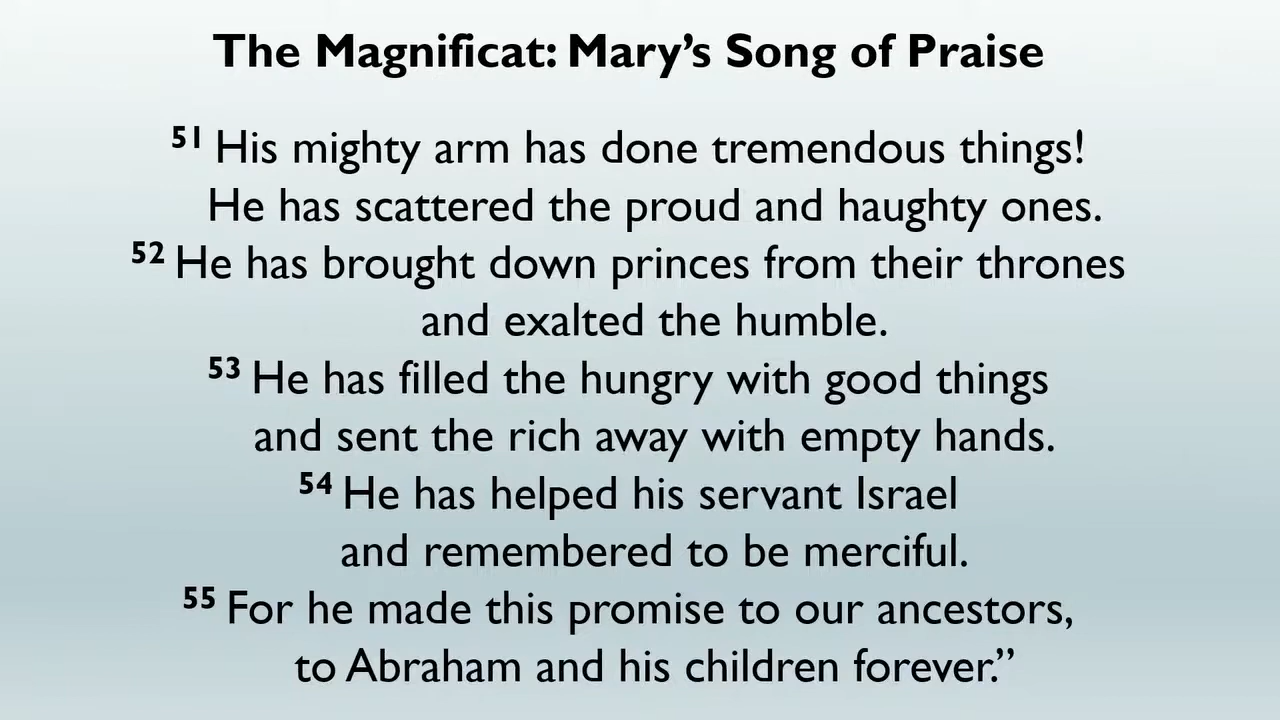 The Magnificat: Mary’s Song of Praise
51 His mighty arm has done tremendous things!
He has scattered the proud and haughty ones.
52 He has brought down princes from their thrones
and exalted the humble.
53 He has filled the hungry with good things
and sent the rich away with empty hands.
54 He has helped his servant Israel
and remembered to be merciful.
55 For he made this promise to our ancestors,
to Abraham and his children forever.”